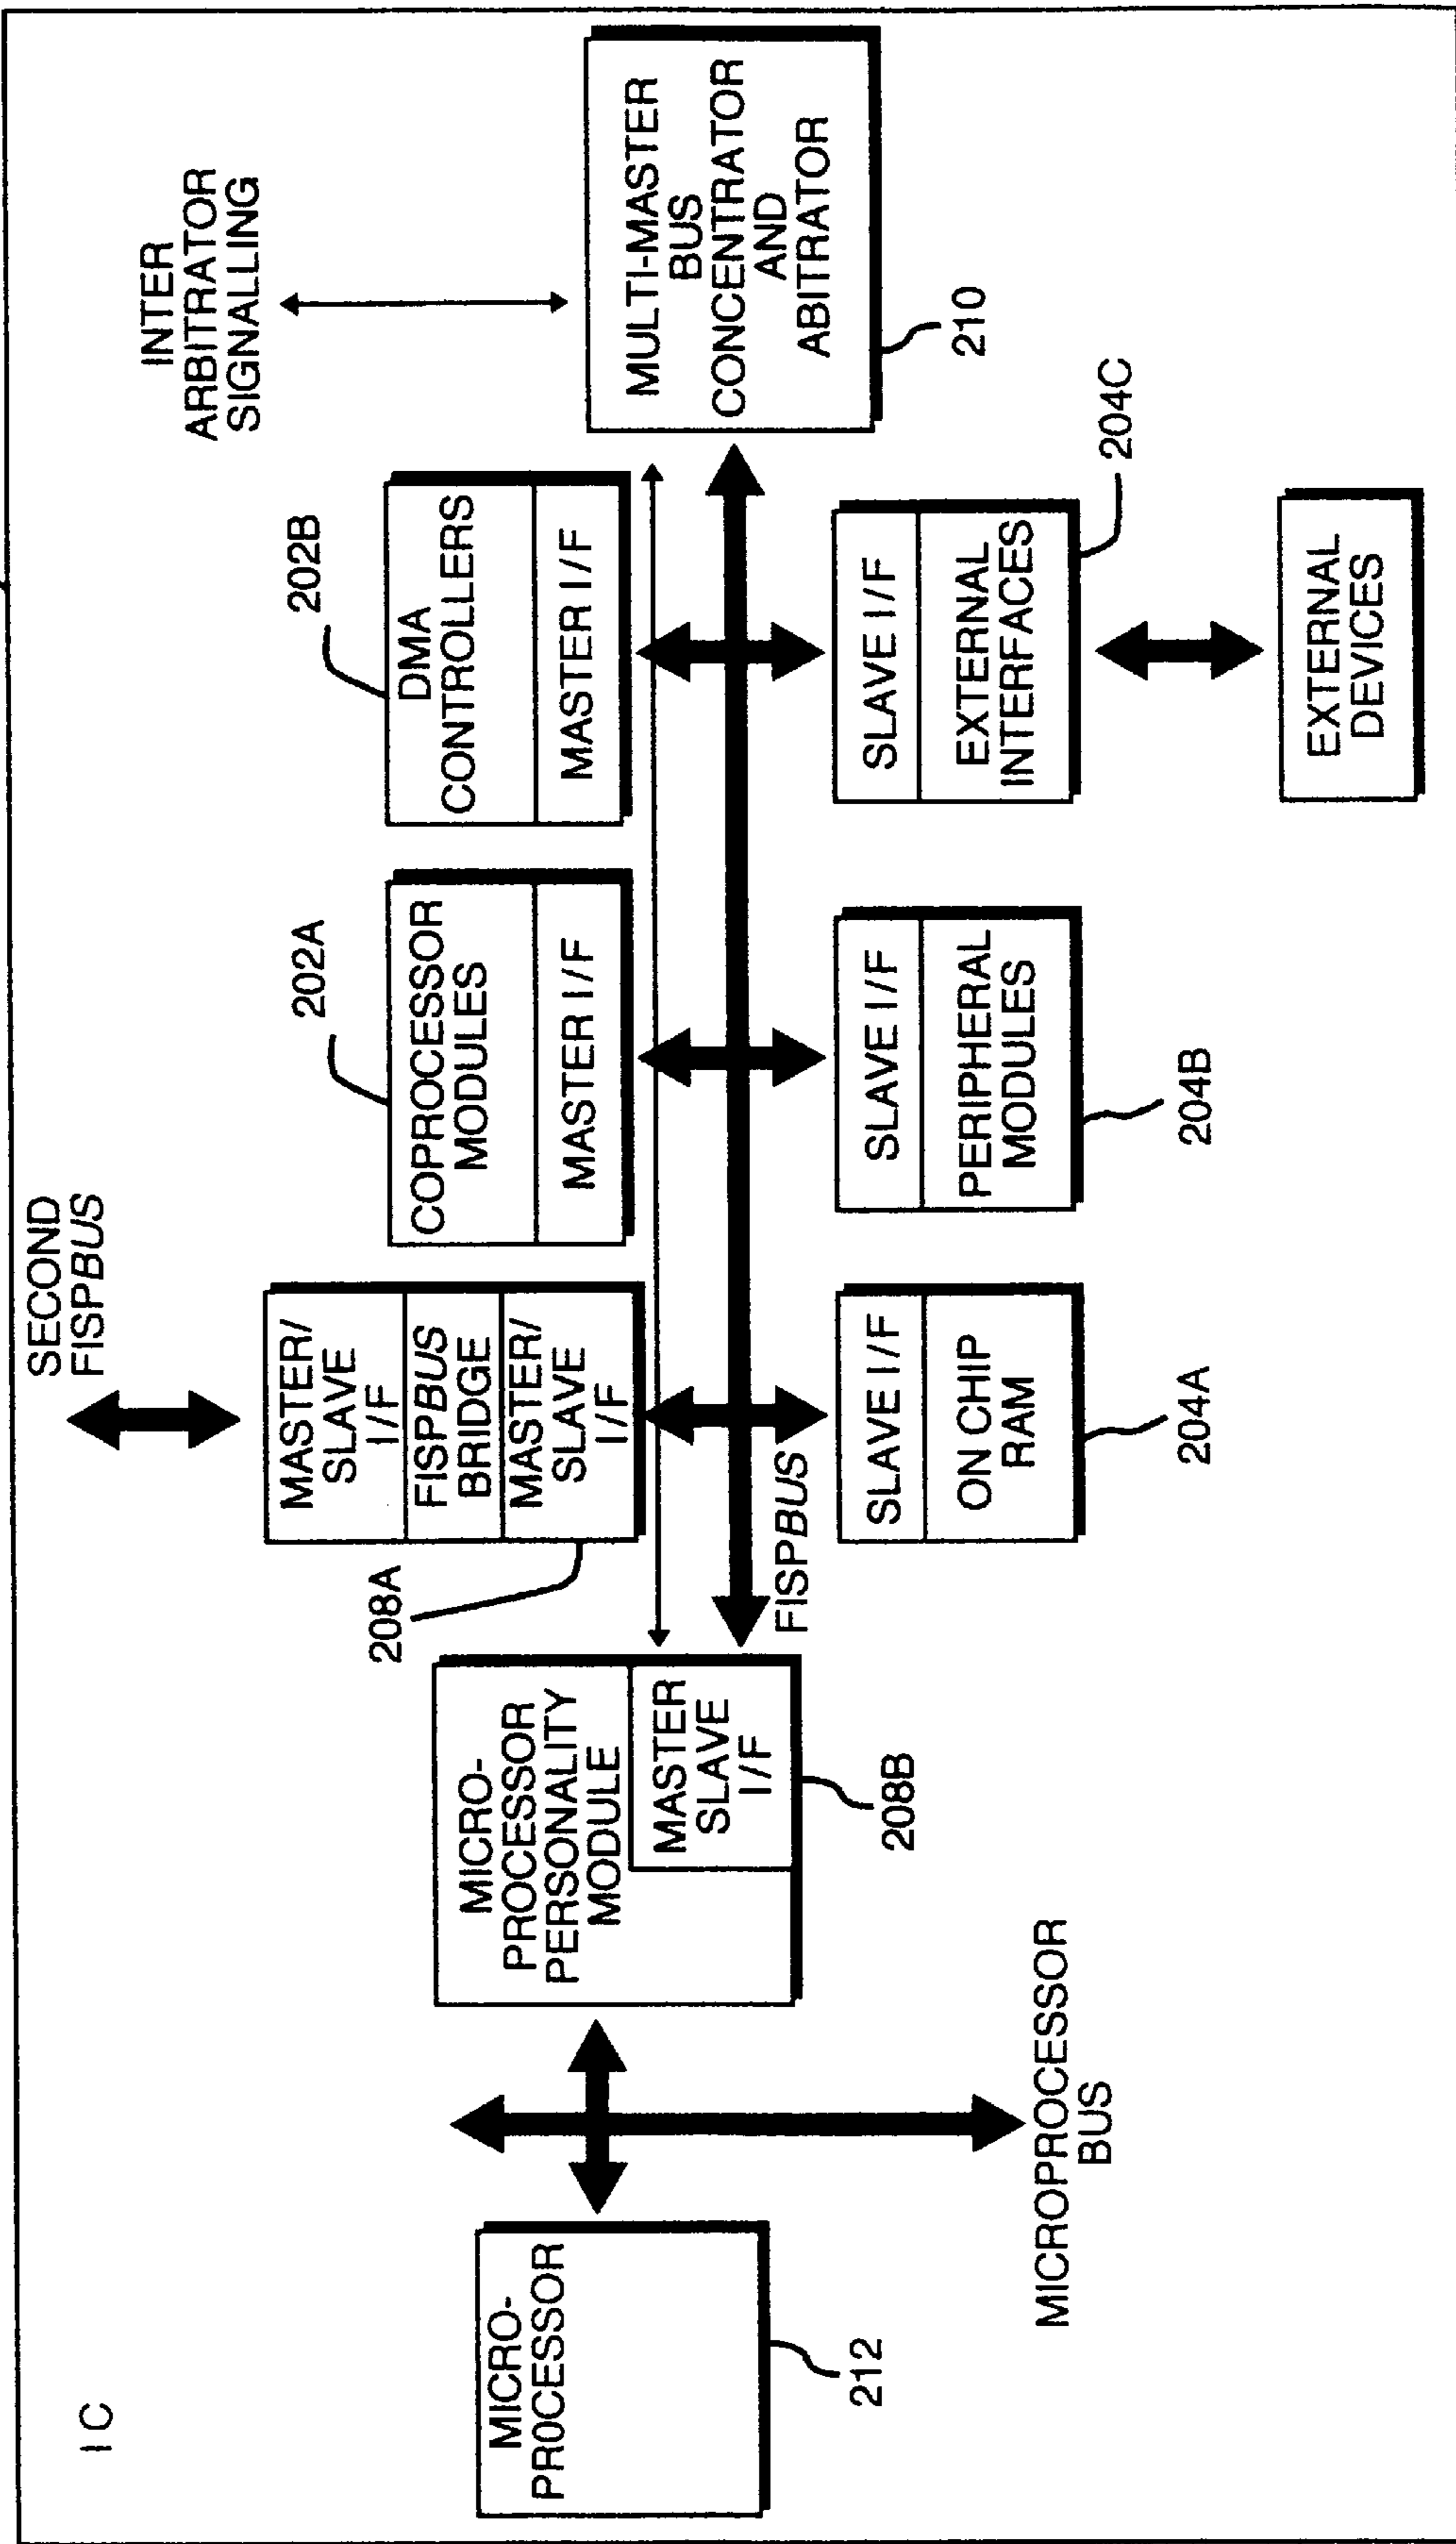 IC
MICRO-
PROCESSOR
212
MICROPROCESSOR
BUS
MICRO-
PROCESSOR
PERSONALITY
MODULE
MASTER
SLAVE
I/F
208B
SECOND
FISPBUS
MASTER/
SLAVE
I/F
FISPBUS
BRIDGE
MASTER/
SLAVE
I/F
208A
FISPBUS
SLAVE I/F
ON CHIP
RAM
204A
202A
COPROCESSOR
MODULES
MASTER I/F
SLAVE I/F
PERIPHERAL
MODULES
204B
202B
DMA
CONTROLLERS
MASTER I/F
SLAVE I/F
EXTERNAL
INTERFACES
204C
EXTERNAL
DEVICES
INTER
ARBITRATOR
SIGNALLING
MULTI-MASTER
BUS
CONCENTRATOR
AND
ABITRATOR
210